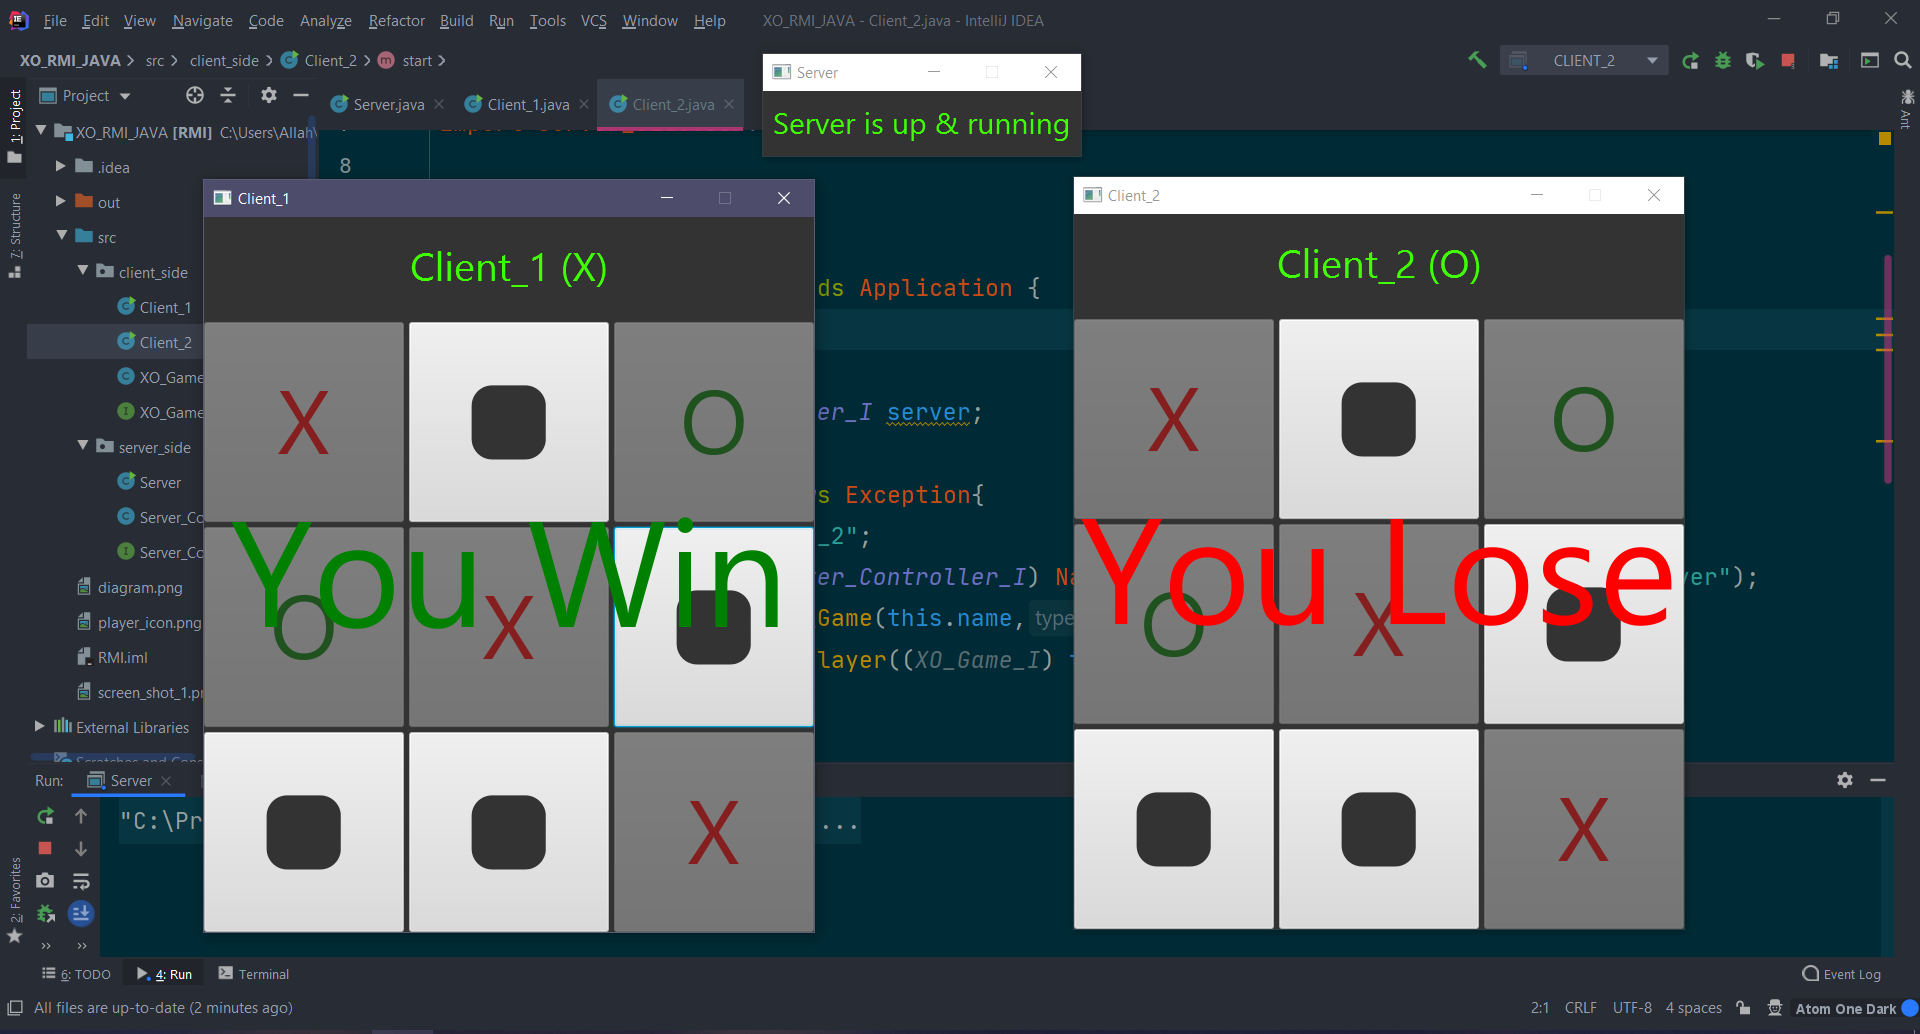 File Edit View Navigate Code Analyze Refactor Build Run Tools VCS Window Help XO_RMI_JAVA - Client_2.java - IntelliJ IDEA
XO_RMI_JAVA src client_side Client_2 start
CLIENT_2
Server
Server is up & running
1: Project
Project
Server.java Client_1.java Client_2.java
XO_RMI_JAVA [RMI] C:\Users\Allah\
.idea
out
src
client_side
Client_1
Client_2
XO_Game
XO_Game
server_side
Server
Server_Co
Server_Co
diagram.png
player_icon.png
RMI.iml
screen_shot_1.pr
External Libraries
Scratches and Cons
7: Structure
2: Favorites
Ant
8
ds Application {
er_I server;
s Exception{
_2";
er_Controller_I) Na
ver");
Game(this.name, type
layer((XO_Game_I)
Client_1
Client_1 (X)
X O
O X
X
You Win
Client_2
Client_2 (O)
X O
O X
X
You Lose
Run: Server
"C:\Pr
...
6: TODO 4: Run Terminal Event Log
All files are up-to-date (2 minutes ago) 2:1 CRLF UTF-8 4 spaces Atom One Dark